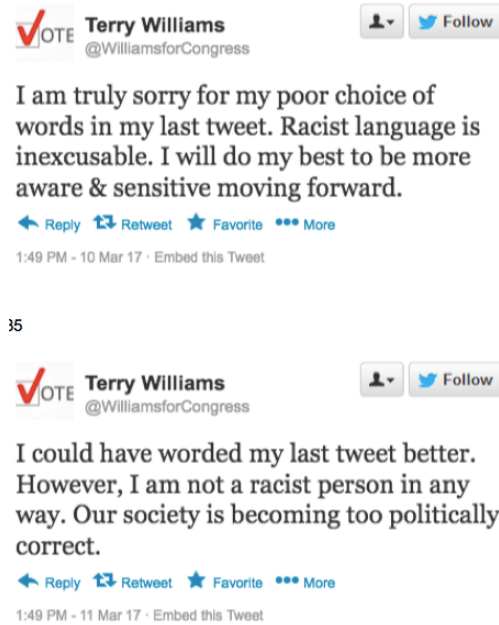 VOTE Terry Williams Follow
@WilliamsforCongress
I am truly sorry for my poor choice of
words in my last tweet. Racist language is
inexcusable. I will do my best to be more
aware & sensitive moving forward.
Reply Retweet Favorite More
1:49 PM - 10 Mar 17 · Embed this Tweet
35
VOTE Terry Williams Follow
@WilliamsforCongress
I could have worded my last tweet better.
However, I am not a racist person in any
way. Our society is becoming too politically
correct.
Reply Retweet Favorite More
1:49 PM - 11 Mar 17 · Embed this Tweet